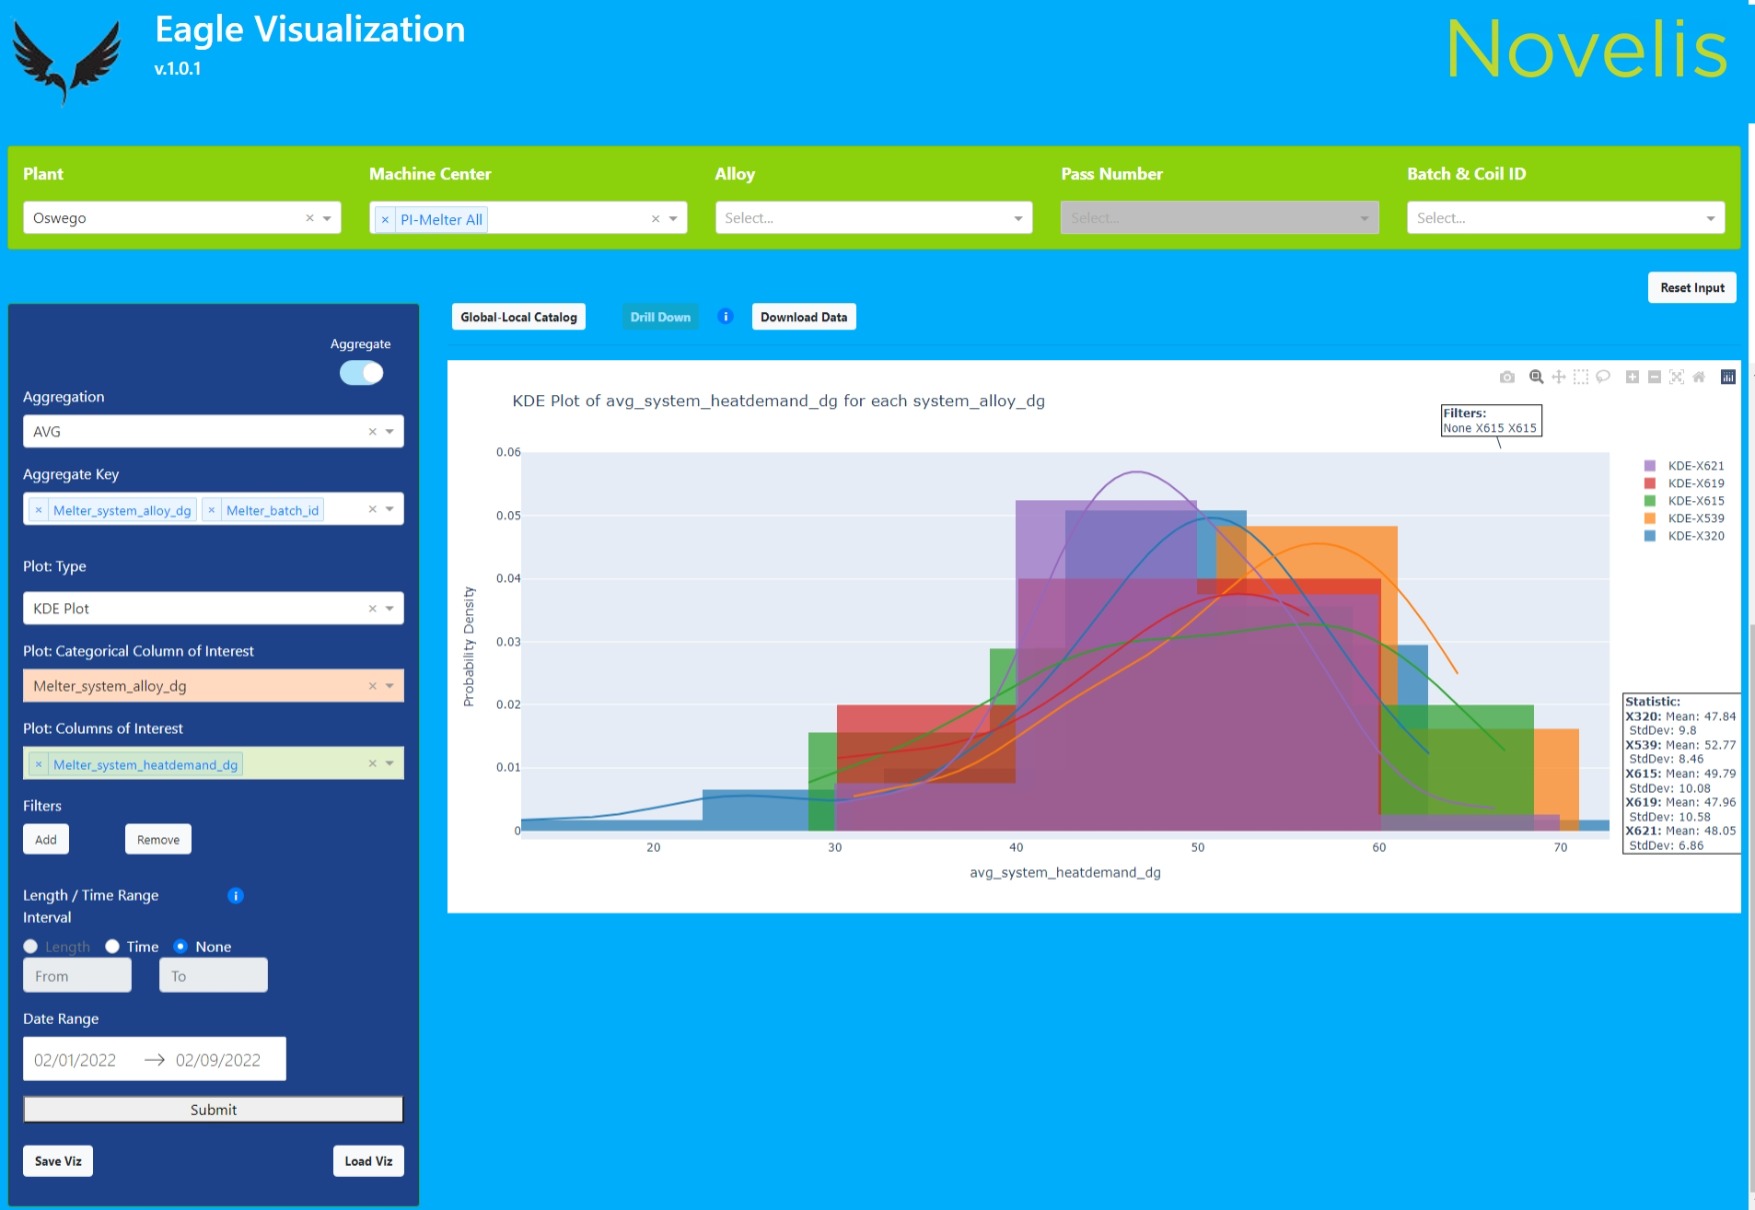 Eagle Visualization
v.1.0.1
Novelis
Plant
Machine Center
Alloy
Pass Number
Batch & Coil ID
Oswego
× PI-Melter All
Select...
Select...
Select...
Reset Input
Global-Local Catalog
Drill Down
i
Download Data
Aggregate
Aggregation
AVG
Aggregate Key
× Melter_system_alloy_dg × Melter_batch_id
Plot: Type
KDE Plot
Plot: Categorical Column of Interest
Melter_system_alloy_dg
Plot: Columns of Interest
× Melter_system_heatdemand_dg
Filters
Add
Remove
Length / Time Range
i
Interval
Length
Time
None
From
To
Date Range
02/01/2022 → 02/09/2022
Submit
Save Viz
Load Viz
KDE Plot of avg_system_heatdemand_dg for each system_alloy_dg
Filters:
None X615 X615
KDE-X621
KDE-X619
KDE-X615
KDE-X539
KDE-X320
Probability Density
0.06
0.05
0.04
0.03
0.02
0.01
0
20
30
40
50
60
70
avg_system_heatdemand_dg
Statistic:
X320: Mean: 47.84
StdDev: 9.8
X539: Mean: 52.77
StdDev: 8.46
X615: Mean: 49.79
StdDev: 10.08
X619: Mean: 47.96
StdDev: 10.58
X621: Mean: 48.05
StdDev: 6.86